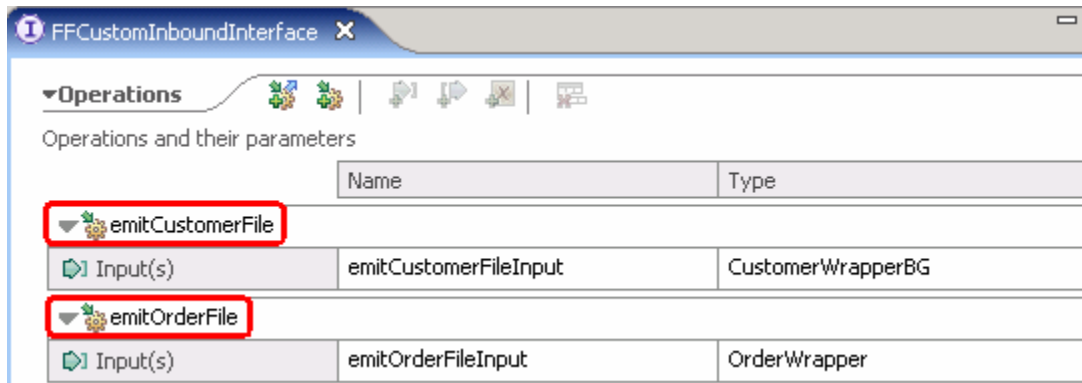 FFCustomInboundInterface
Operations
Operations and their parameters
Name Type
emitCustomerFile
Input(s) emitCustomerFileInput CustomerWrapperBG
emitOrderFile
Input(s) emitOrderFileInput OrderWrapper